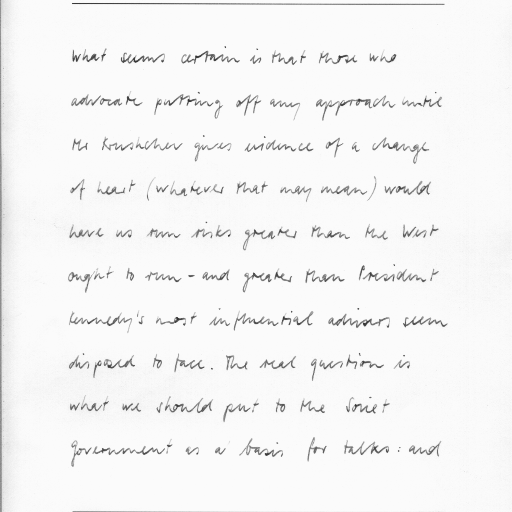 What seems certain is that those who
advocate putting off any approach until
Mr Krushchev gives evidence of a change
of heart (whatever that may mean) would
have us run risks greater than the West
ought to run - and greater than President
Kennedy's most influential advisers seem
disposed to face. The real question is
what we should put to the Soviet
government as a basis for talks: and